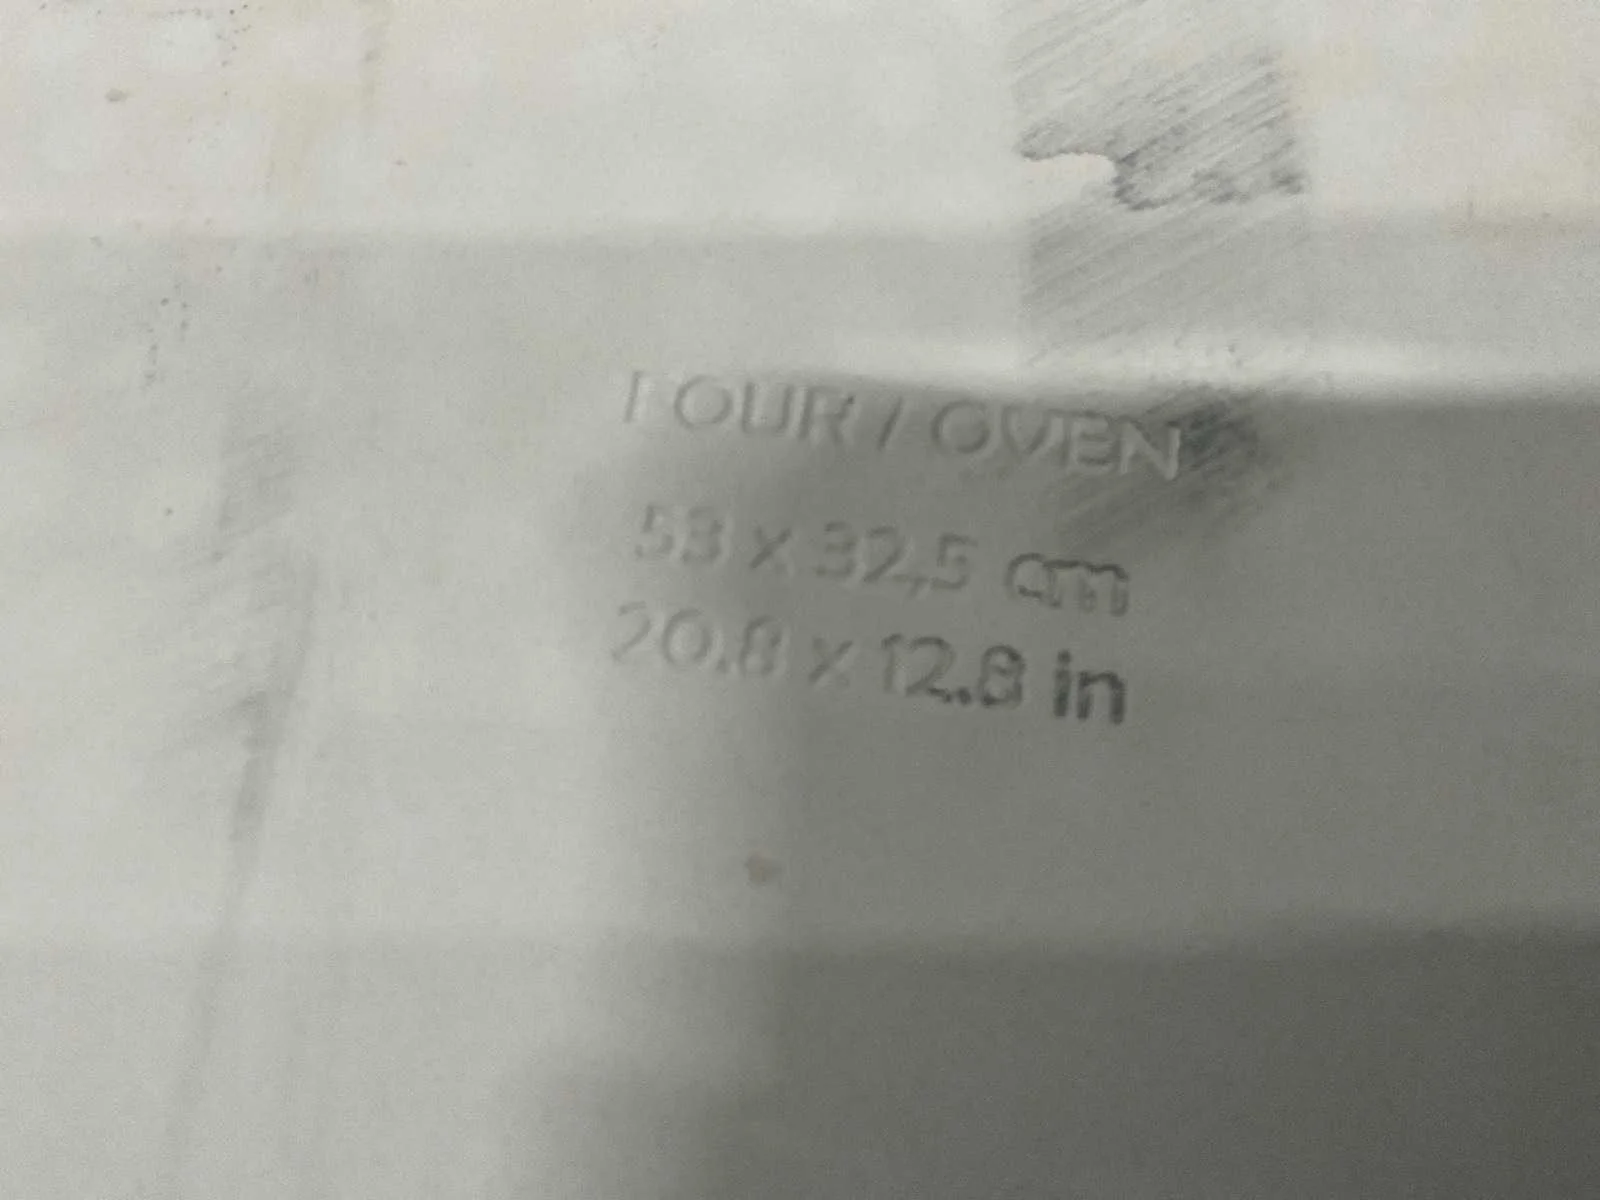 FOUR / OVEN
53 x 32,5 cm
20.8 x 12.8 in